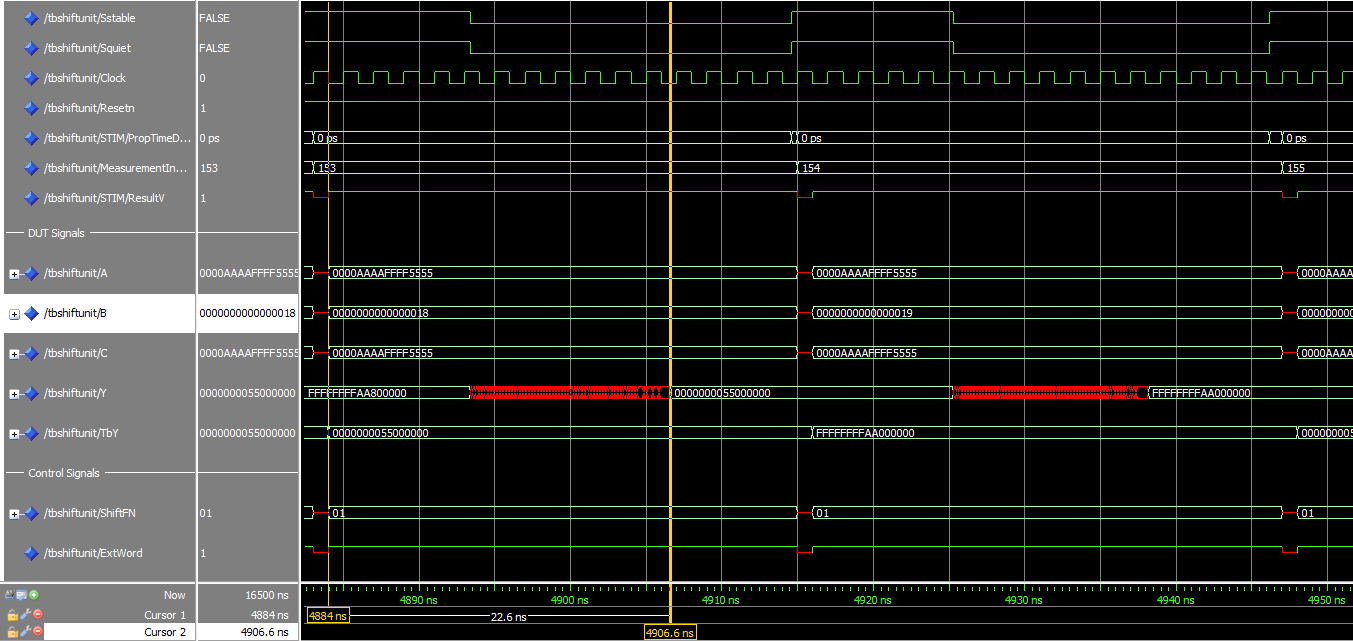 /tbshiftunit/Sstable FALSE
/tbshiftunit/Squiet FALSE
/tbshiftunit/Clock 0
/tbshiftunit/Resetn 1
/tbshiftunit/STIM/PropTimeD... 0 ps 0 ps 0 ps 0 ps
/tbshiftunit/MeasurementIn... 153 153 154 155
/tbshiftunit/STIM/ResultV 1
DUT Signals
/tbshiftunit/A 0000AAAAFFFF5555 0000AAAAFFFF5555 0000AAAAFFFF5555 0000AAAA
/tbshiftunit/B 0000000000000018 0000000000000018 0000000000000019 00000000
/tbshiftunit/C 0000AAAAFFFF5555 0000AAAAFFFF5555 0000AAAAFFFF5555 0000AAAA
/tbshiftunit/Y 0000000055000000 FFFFFFFFAA800000 0000000055000000 FFFFFFFFAA000000
/tbshiftunit/TbY 0000000055000000 0000000055000000 FFFFFFFFAA000000 000000005
Control Signals
/tbshiftunit/ShiftFN 01 01 01 01
/tbshiftunit/ExtWord 1
Now 16500 ns 4890 ns 4900 ns 4910 ns 4920 ns 4930 ns 4940 ns 4950 ns
Cursor 1 4884 ns 4884 ns 22.6 ns
Cursor 2 4906.6 ns 4906.6 ns